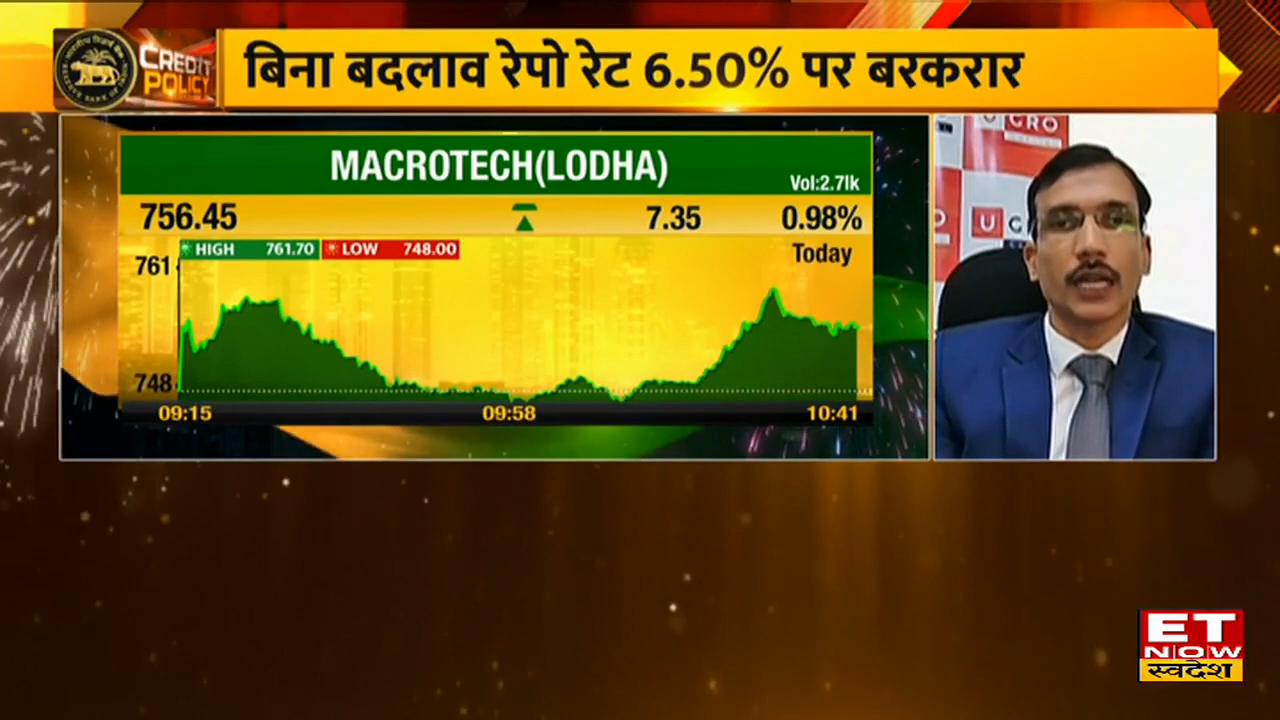 CREDIT
POLICY
बिना बदलाव रेपो रेट 6.50% पर बरकरार
MACROTECH(LODHA)
Vol:2.7lk
756.45 7.35 0.98%
HIGH 761.70 LOW 748.00
Today
761
748
09:15 09:58 10:41
U GRO
U G
ET
NOW
स्वदेश